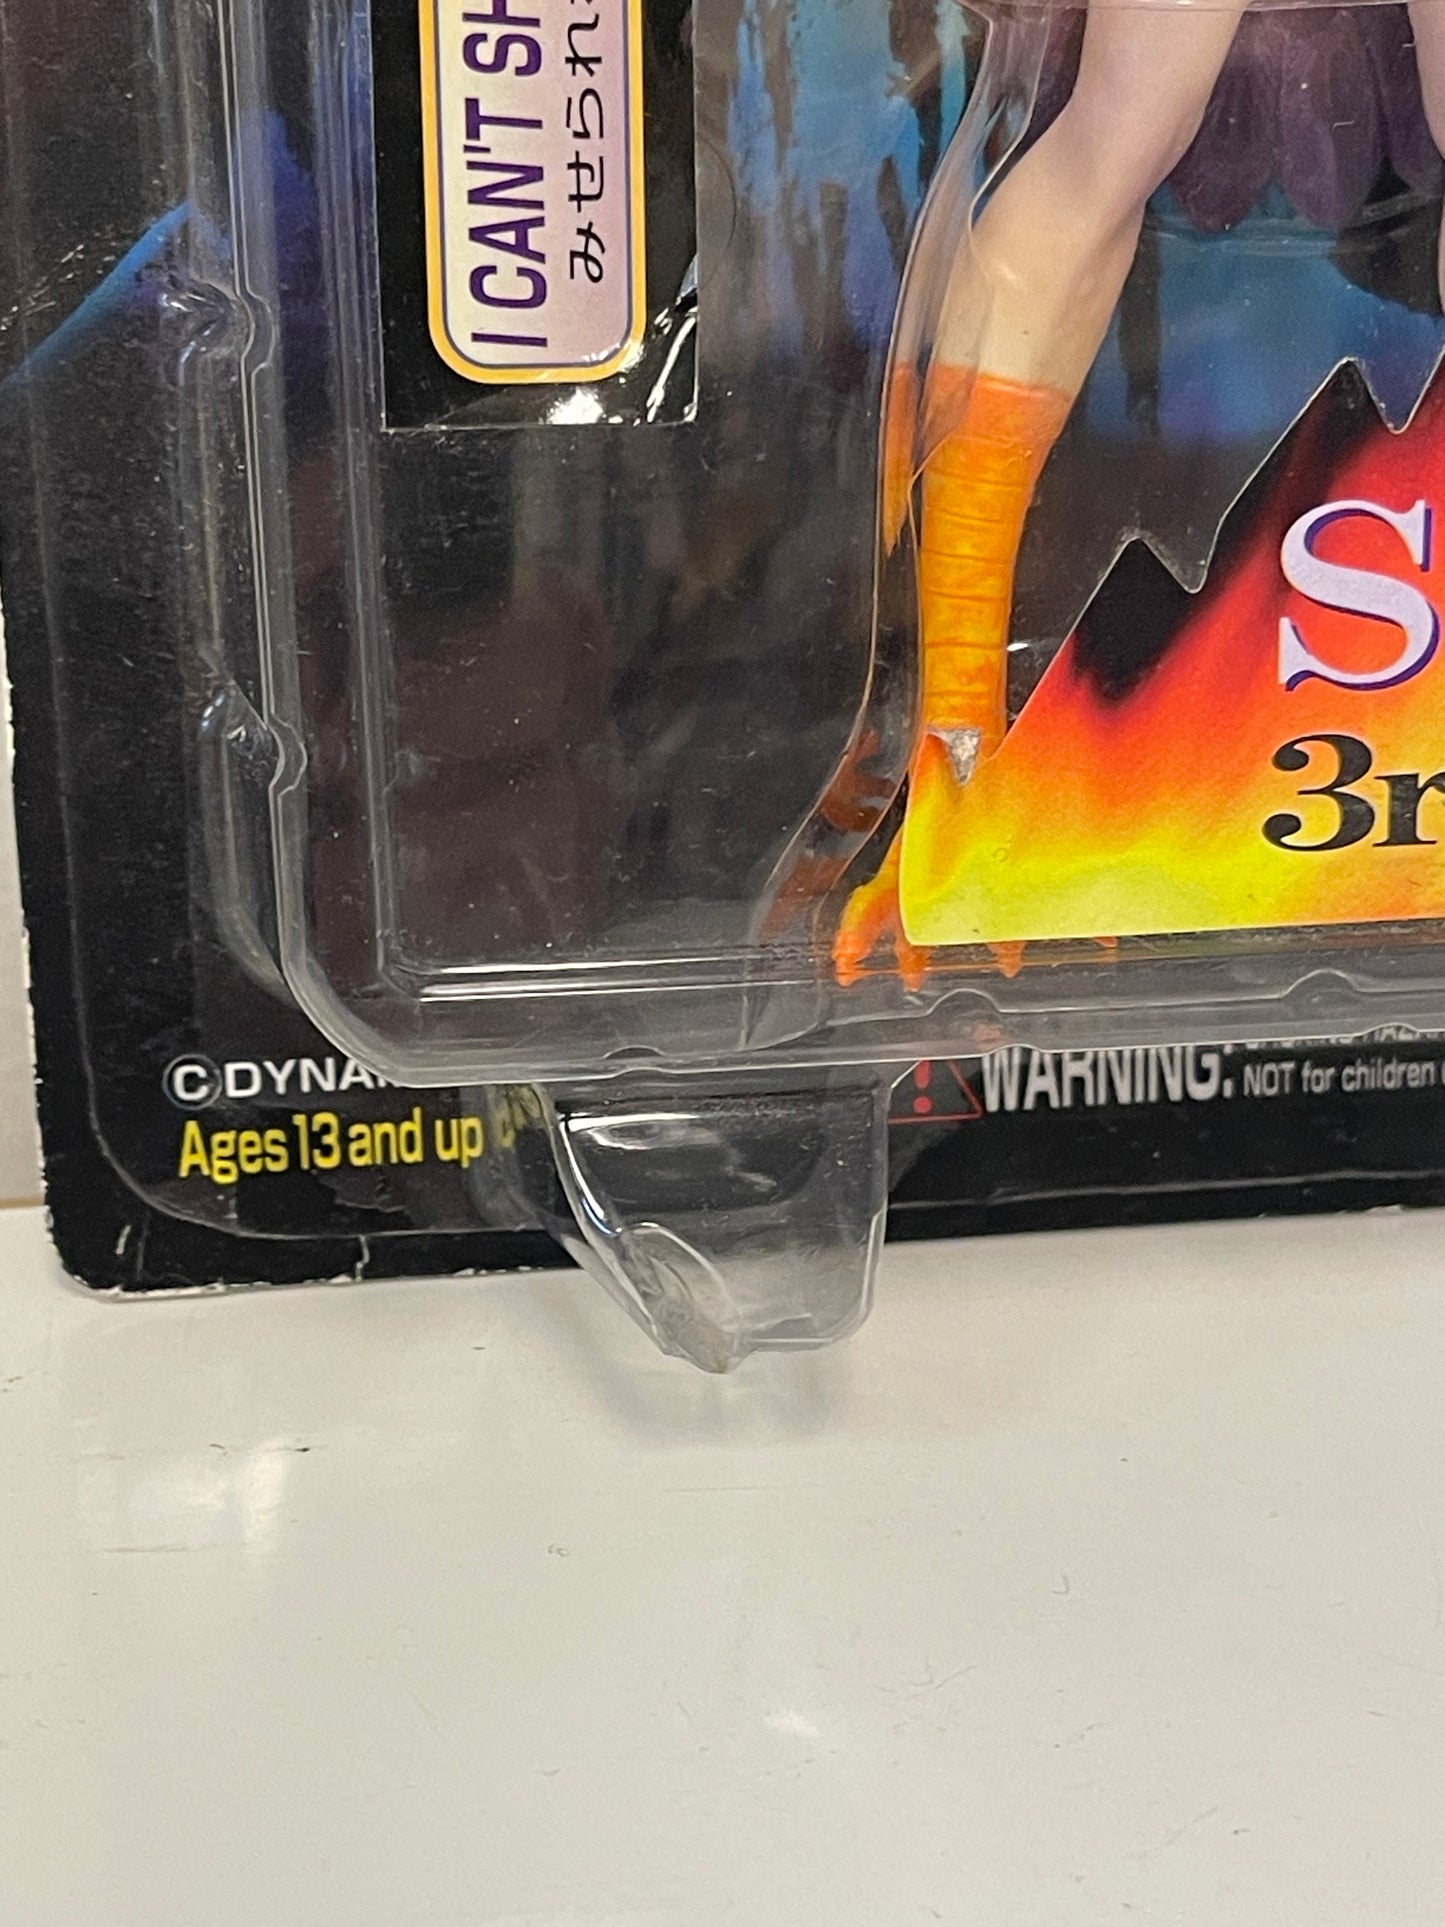 I CAN'T SH
みせられ
S
3r
©DYNA
Ages 13 and up
WARNING:
NOT for children